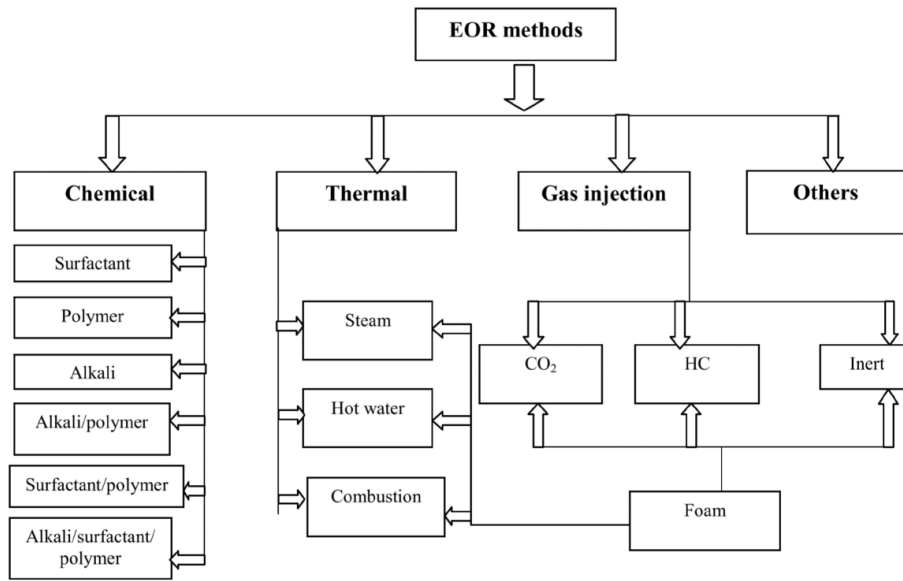 EOR methods
Chemical
Thermal
Gas injection
Others
Surfactant
Polymer
Alkali
Alkali/polymer
Surfactant/polymer
Alkali/surfactant/
polymer
Steam
Hot water
Combustion
CO₂
HC
Inert
Foam